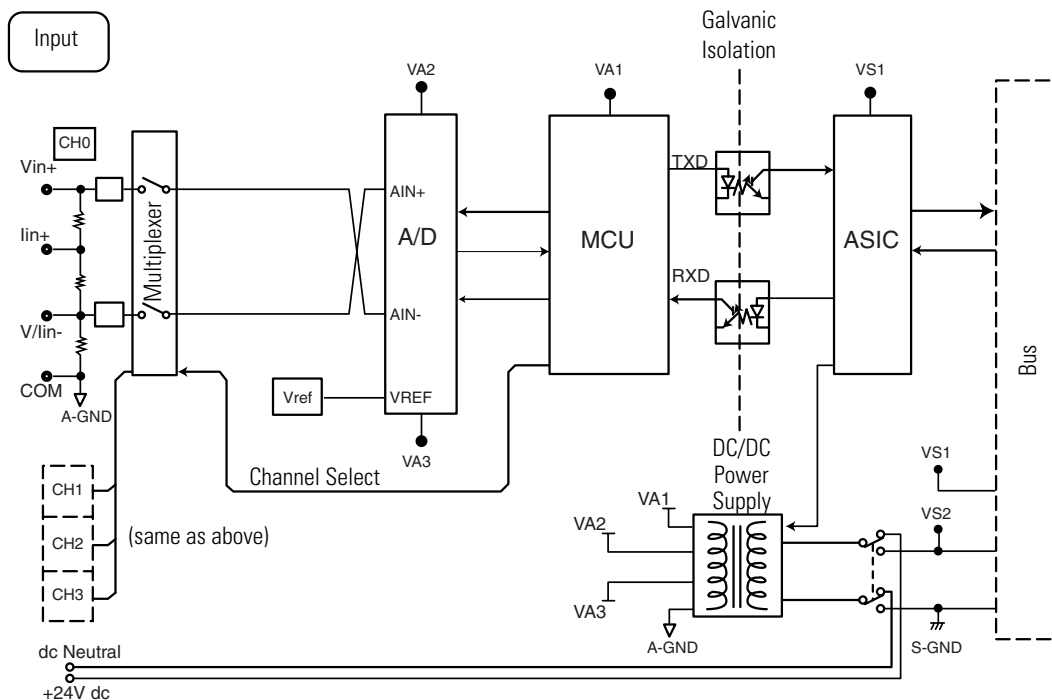 Input
Galvanic
Isolation
VA2
VA1
VS1
CH0
Vin+
Iin+
V/Iin-
COM
A-GND
Multiplexer
AIN+
A/D
AIN-
VREF
Vref
VA3
MCU
TXD
RXD
ASIC
Bus
Channel Select
CH1
CH2
CH3
(same as above)
DC/DC
Power
Supply
VA1
VA2
VA3
A-GND
VS1
VS2
S-GND
dc Neutral
+24V dc